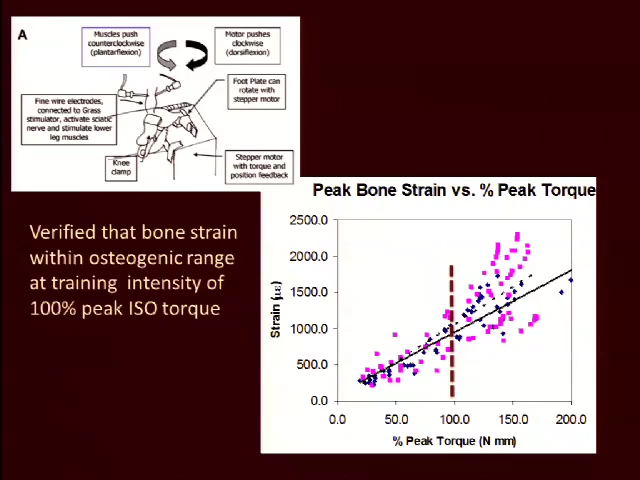 A
Muscles push
counterclockwise
(plantarflexion)
Motor pushes
clockwise
(dorsiflexion)
Foot Plate can
rotate with
stepper motor
Fine wire electrodes,
connected to Grass
stimulator, activate sciatic
nerve and stimulate lower
leg muscles
Knee
clamp
Stepper motor
with torque and
position feedback
Verified that bone strain
within osteogenic range
at training intensity of
100% peak ISO torque
Peak Bone Strain vs. % Peak Torque
Strain (με)
2500.0
2000.0
1500.0
1000.0
500.0
0.0
0.0 50.0 100.0 150.0 200.0
% Peak Torque (N mm)